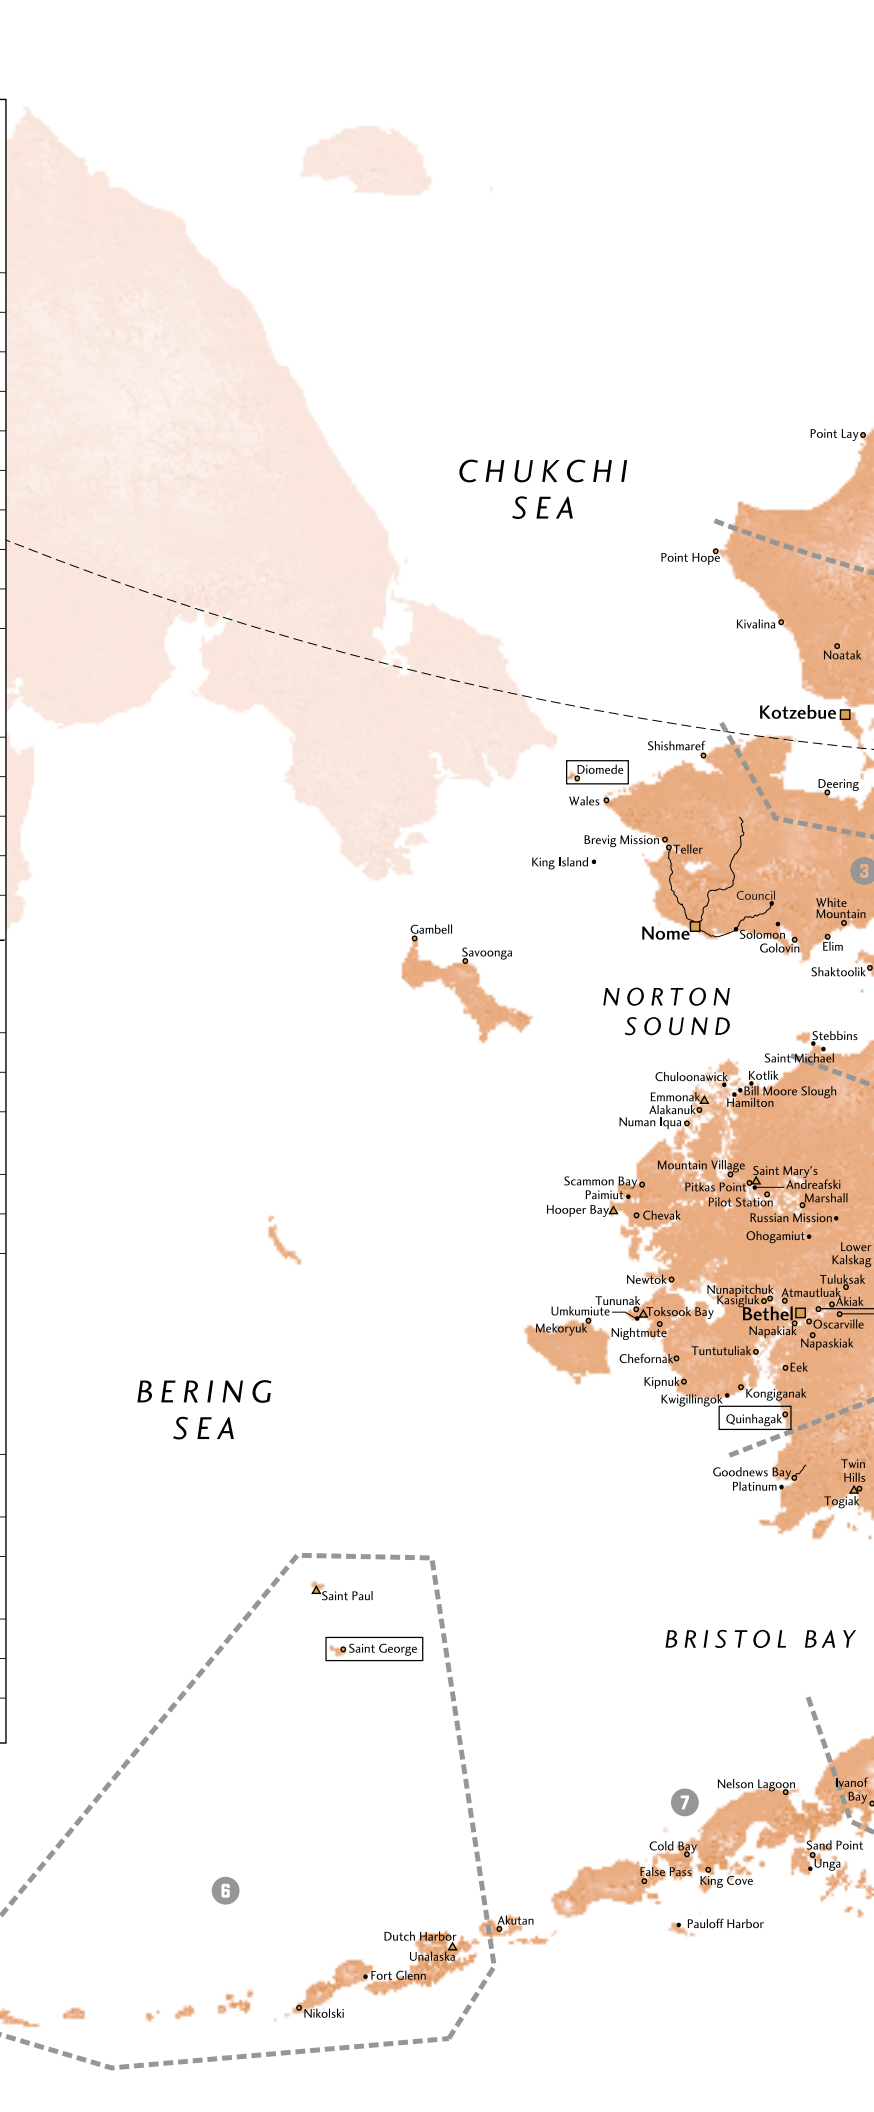 CHUKCHI
SEA
Point Lay
Point Hope
Kivalina
Noatak
Kotzebue
Shishmaref
Diomede
Deering
Wales
Brevig Mission
Teller
King Island
3
Council
White
Mountain
Nome
Solomon
Golovin
Elim
Gambell
Savoonga
Shaktoolik
NORTON
SOUND
Stebbins
Saint Michael
Chuloonawick
Kotlik
Bill Moore Slough
Emmonak
Hamilton
Alakanuk
Numan Iqua
Mountain Village
Saint Mary's
Scammon Bay
Pitkas Point
Andreafski
Paimiut
Pilot Station
Marshall
Hooper Bay
Chevak
Russian Mission
Ohogamiut
Lower
Kalskag
Newtok
Tuluksak
Nunapitchuk
Atmautluak
Kasigluk
Akiak
Tununak
Umkumiute
Toksook Bay
Bethel
Oscarville
Mekoryuk
Nightmute
Napakiak
Napaskiak
Tuntutuliak
Chefornak
Eek
Kipnuk
Kongiganak
Kwigillingok
Quinhagak
BERING
SEA
Goodnews Bay
Twin
Hills
Platinum
Togiak
Saint Paul
Saint George
BRISTOL BAY
Nelson Lagoon
Ivanof
Bay
7
Cold Bay
Sand Point
False Pass
Unga
King Cove
6
Akutan
Pauloff Harbor
Dutch Harbor
Unalaska
Fort Glenn
Nikolski